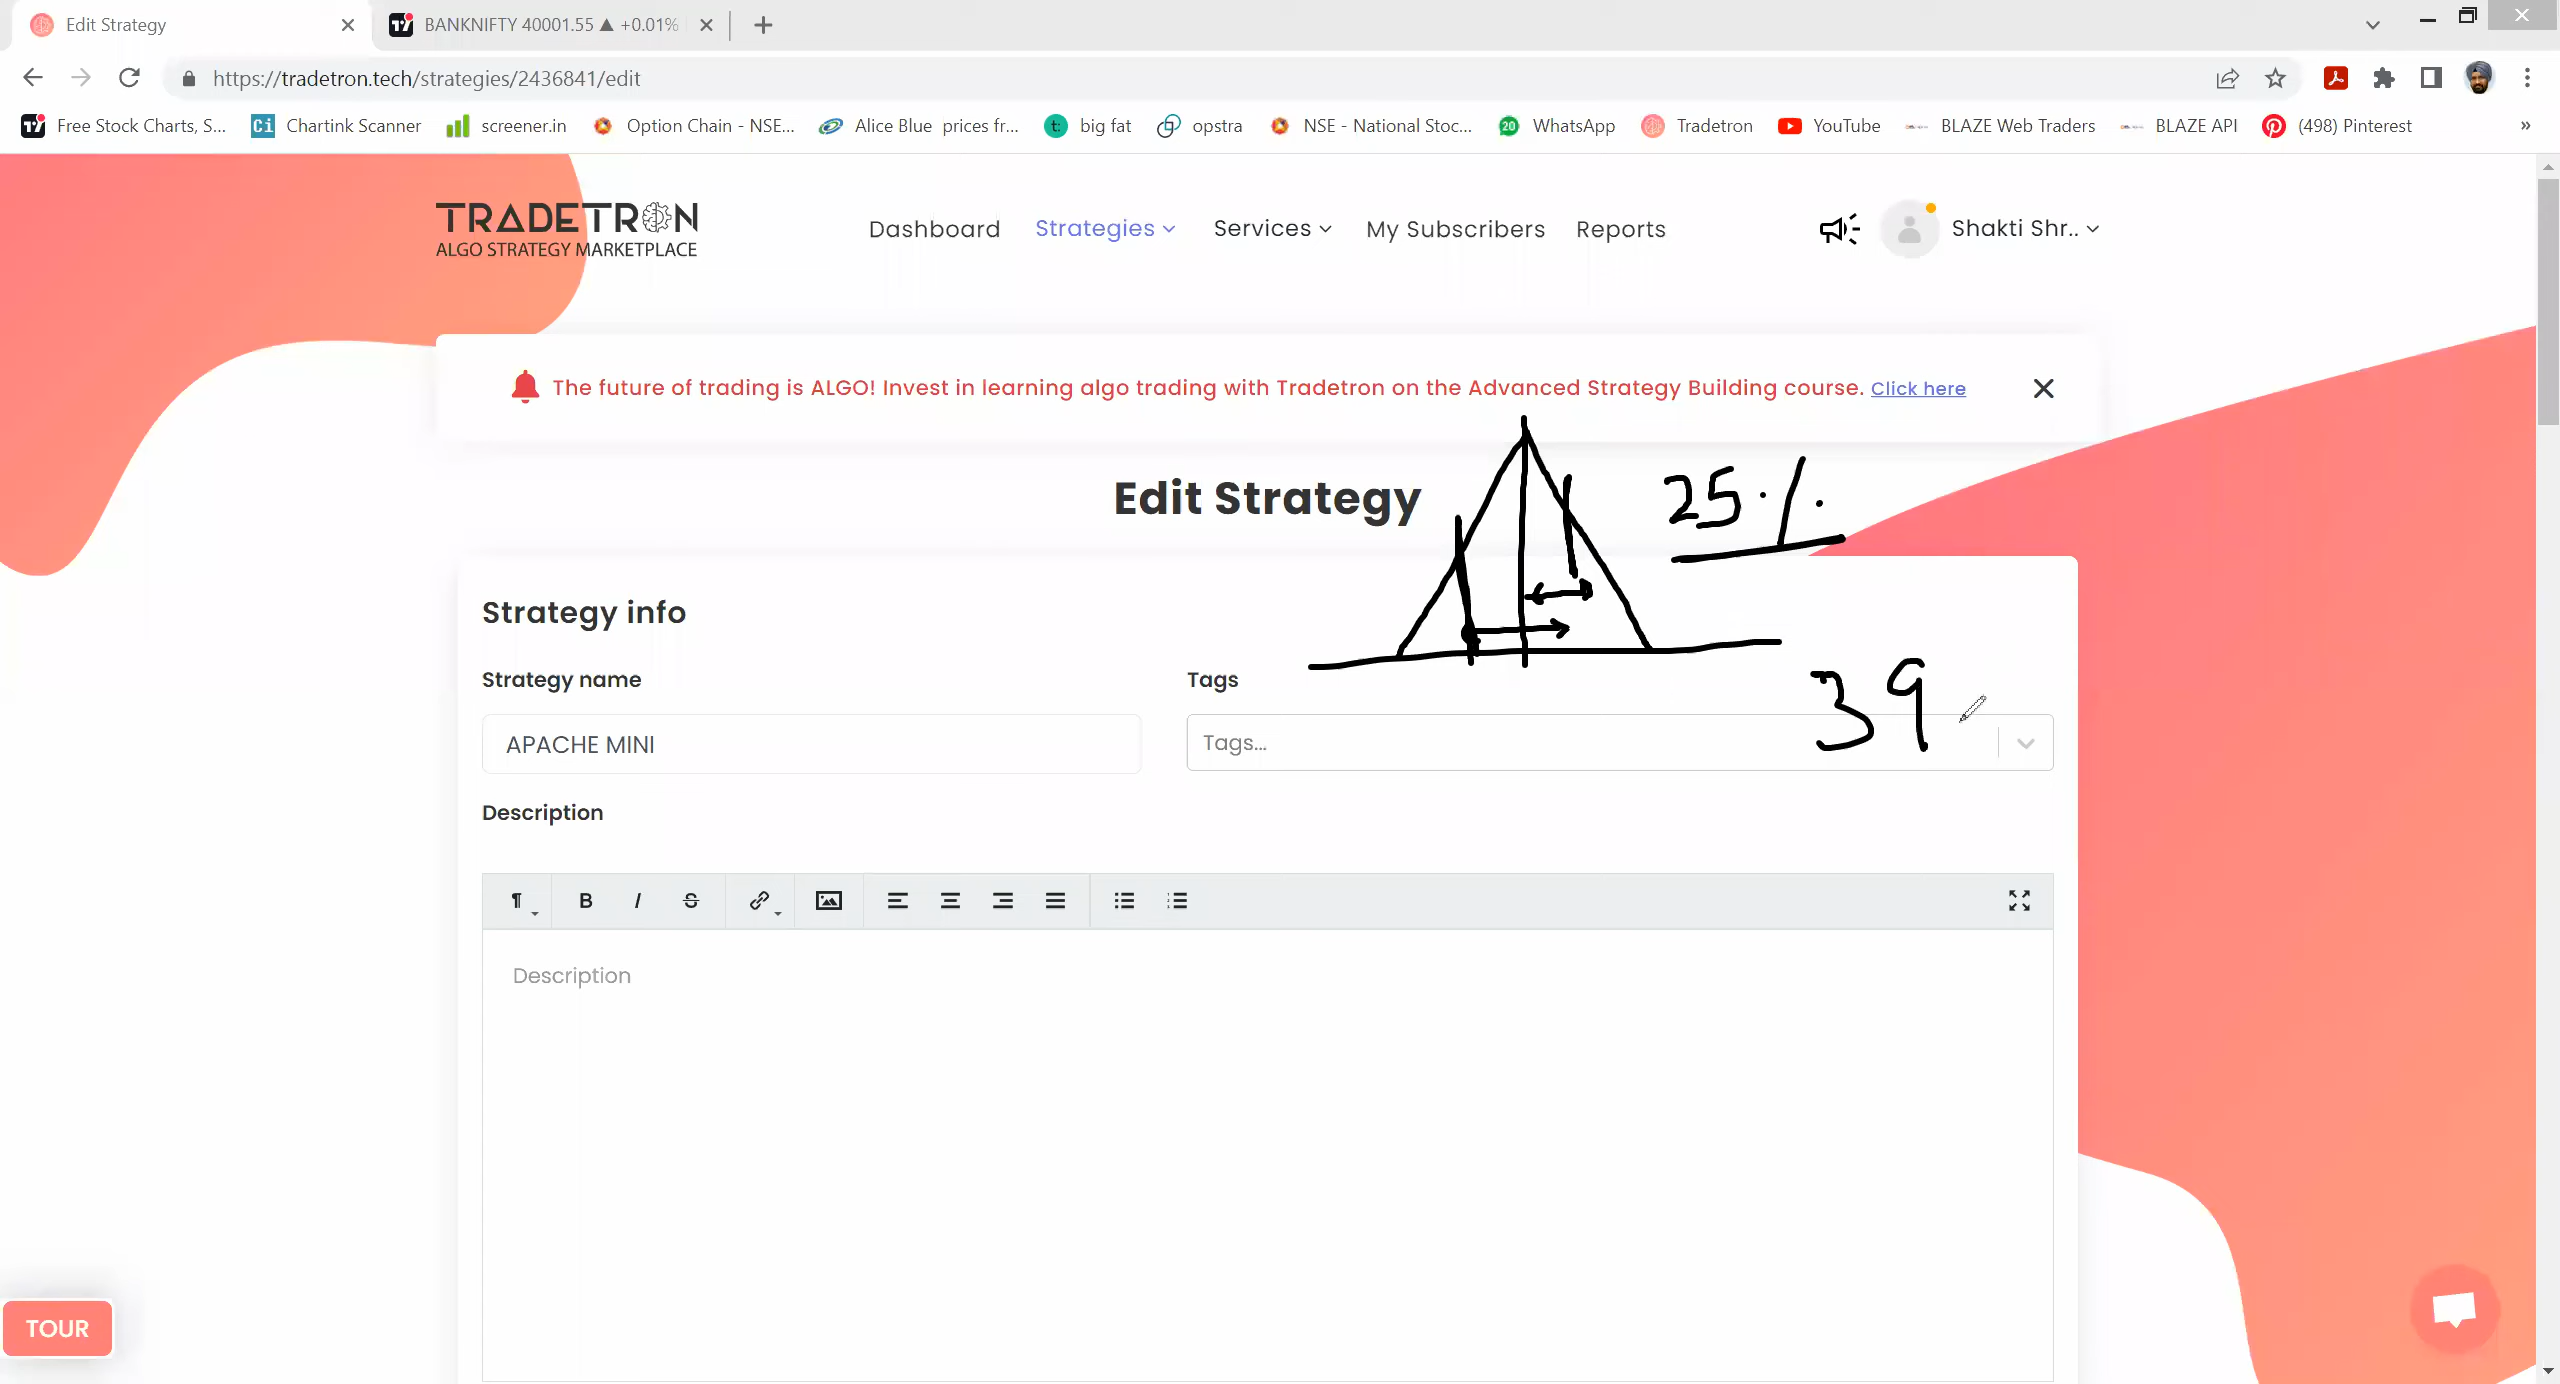 Edit Strategy
BANKNIFTY 40001.55 ▲ +0.01%
https://tradetron.tech/strategies/2436841/edit
Free Stock Charts, S...
Chartink Scanner
screener.in
Option Chain - NSE...
Alice Blue prices fr...
big fat
opstra
NSE - National Stoc...
20
WhatsApp
Tradetron
YouTube
BLAZE Web Traders
BLAZE API
(498) Pinterest
»
TRADETRON
ALGO STRATEGY MARKETPLACE
Dashboard
Strategies
Services
My Subscribers
Reports
Shakti Shr..
The future of trading is ALGO! Invest in learning algo trading with Tradetron on the Advanced Strategy Building course. Click here
Edit Strategy
25%
Strategy info
Strategy name
Tags
39
APACHE MINI
Tags...
Description
B I S
Description
TOUR